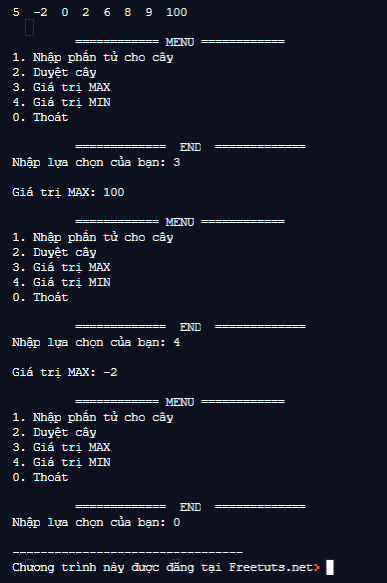 5 -2 0 2 6 8 9 100
============ MENU ============
1. Nhập phần tử cho cây
2. Duyệt cây
3. Giá trị MAX
4. Giá trị MIN
0. Thoát
============= END =============
Nhập lựa chọn của bạn: 3
Giá trị MAX: 100
============ MENU ============
1. Nhập phần tử cho cây
2. Duyệt cây
3. Giá trị MAX
4. Giá trị MIN
0. Thoát
============= END =============
Nhập lựa chọn của bạn: 4
Giá trị MAX: -2
============ MENU ============
1. Nhập phần tử cho cây
2. Duyệt cây
3. Giá trị MAX
4. Giá trị MIN
0. Thoát
============= END =============
Nhập lựa chọn của bạn: 0
---------------------------------
Chương trình này được đăng tại Freetuts.net>